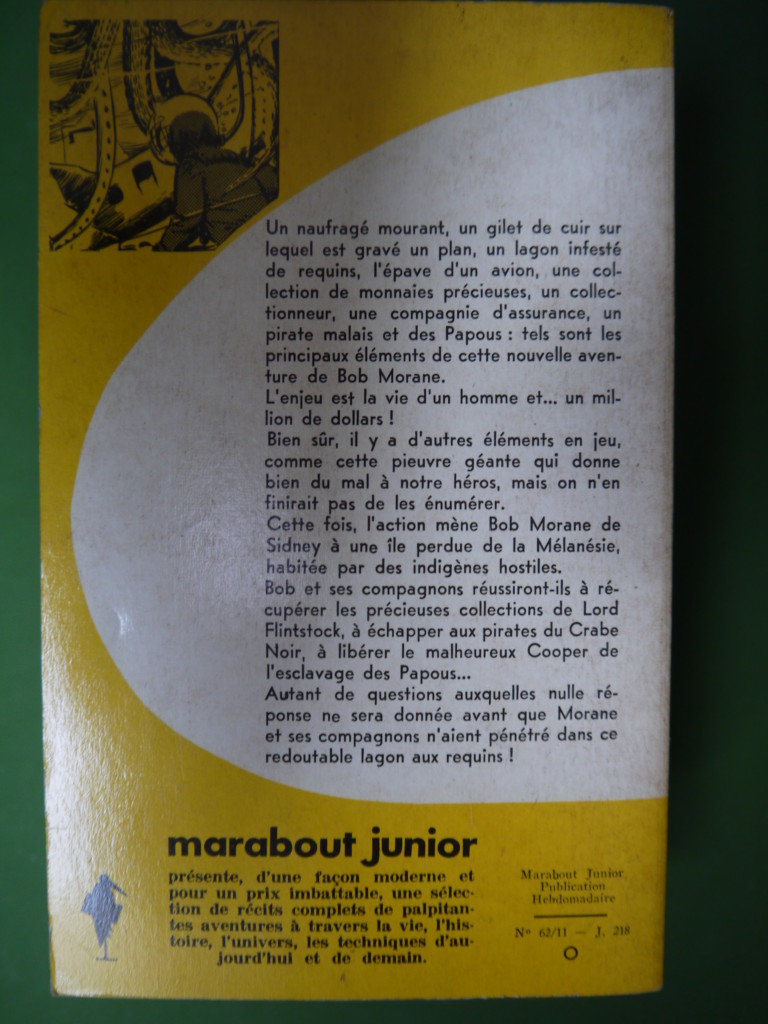 Un naufragé mourant, un gilet de cuir sur
lequel est gravé un plan, un lagon infesté
de requins, l'épave d'un avion, une col-
lection de monnaies précieuses, un collec-
tionneur, une compagnie d'assurance, un
pirate malais et des Papous : tels sont les
principaux éléments de cette nouvelle aven-
ture de Bob Morane.
L'enjeu est la vie d'un homme et... un mil-
lion de dollars !
Bien sûr, il y a d'autres éléments en jeu,
comme cette pieuvre géante qui donne
bien du mal à notre héros, mais on n'en
finirait pas de les énumérer.
Cette fois, l'action mène Bob Morane de
Sidney à une île perdue de la Mélanésie,
habitée par des indigènes hostiles.
Bob et ses compagnons réussiront-ils à ré-
cupérer les précieuses collections de Lord
Flintstock, à échapper aux pirates du Crabe
Noir, à libérer le malheureux Cooper de
l'esclavage des Papous...
Autant de questions auxquelles nulle ré-
ponse ne sera donnée avant que Morane
et ses compagnons n'aient pénétré dans ce
redoutable lagon aux requins !
marabout junior
présente, d'une façon moderne et
pour un prix imbattable, une sélec-
tion de récits complets de palpitan-
tes aventures à travers la vie, l'his-
toire, l'univers, les techniques d'au-
jourd'hui et de demain.
Marabout Junior
Publication
Hebdomadaire
N° 62/11 — J. 218